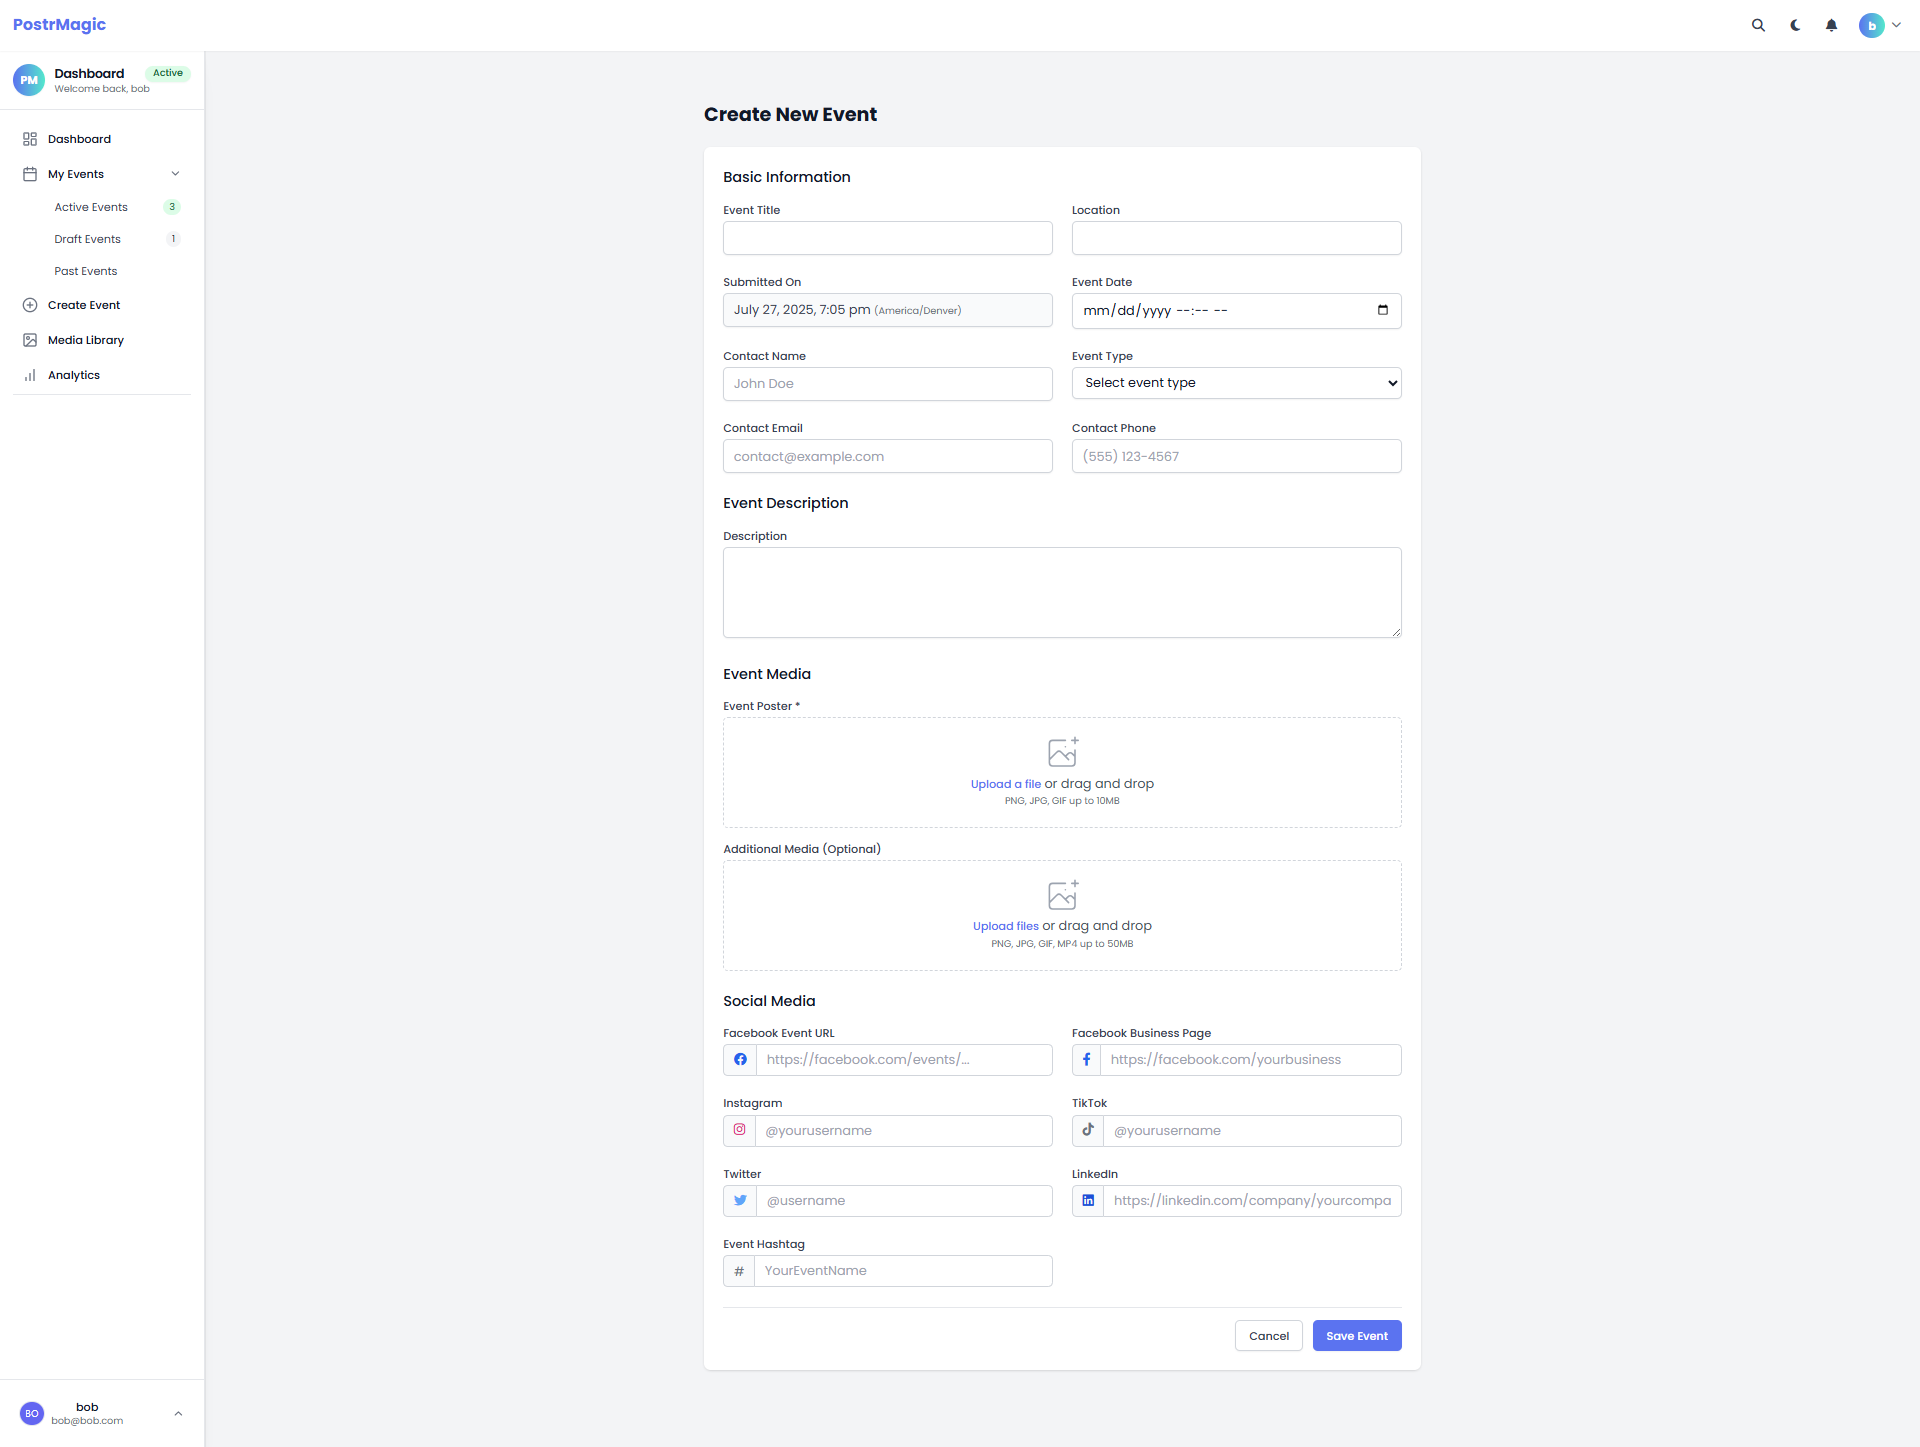 PostrMagic
b
PM
Dashboard
Active
Welcome back, bob
Dashboard
My Events
Active Events 3
Draft Events 1
Past Events
Create Event
Media Library
Analytics
Create New Event
Basic Information
Event Title
Location
Submitted On
Event Date
July 27, 2025, 7:05 pm (America/Denver)
mm/dd/yyyy --:-- --
Contact Name
Event Type
John Doe
Select event type
Contact Email
Contact Phone
contact@example.com
(555) 123-4567
Event Description
Description
Event Media
Event Poster *
Upload a file or drag and drop
PNG, JPG, GIF up to 10MB
Additional Media (Optional)
Upload files or drag and drop
PNG, JPG, GIF, MP4 up to 50MB
Social Media
Facebook Event URL
Facebook Business Page
https://facebook.com/events/...
https://facebook.com/yourbusiness
Instagram
TikTok
@yourusername
@yourusername
Twitter
LinkedIn
@username
https://linkedin.com/company/yourcompa
Event Hashtag
# YourEventName
Cancel
Save Event
BO
bob
bob@bob.com